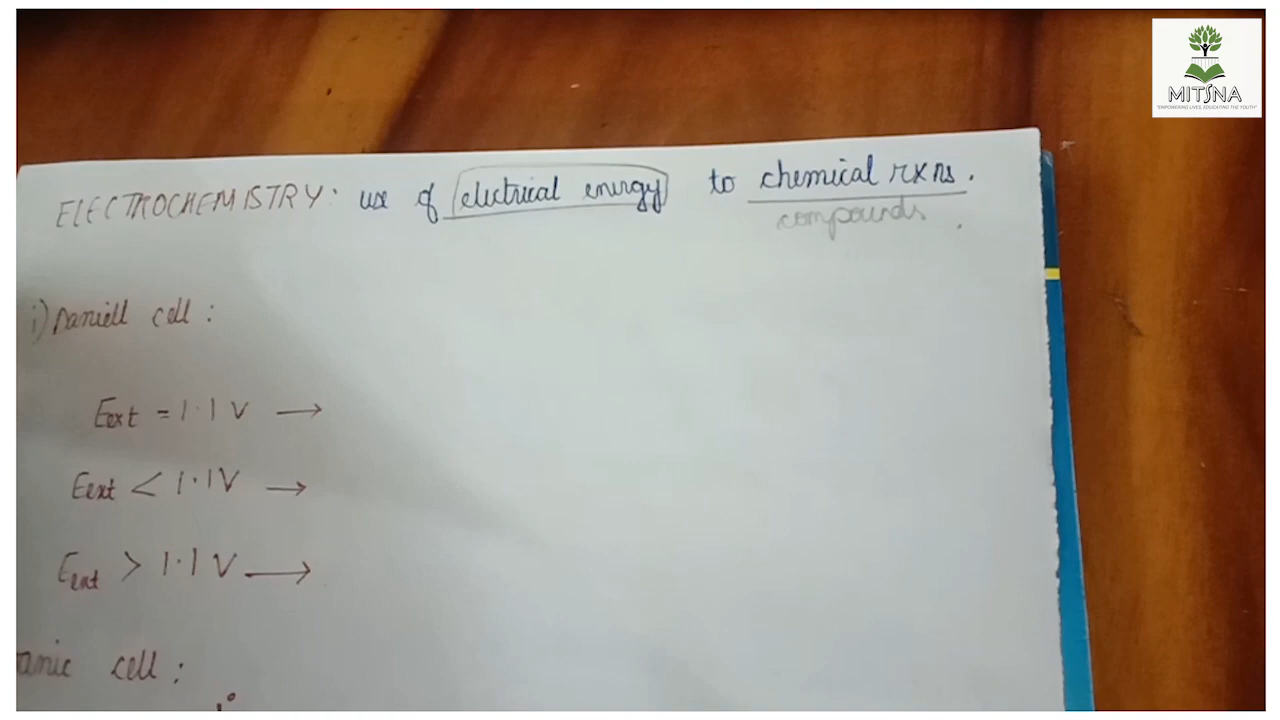 MITSNA
"EMPOWERING LIVES, EDUCATING THE YOUTH"
ELECTROCHEMISTRY: use of electrical energy to chemical rxns.
compounds.
i) Daniell cell:
Eext = 1.1 V →
Eext < 1.1V →
Eext > 1.1 V →
anic cell: